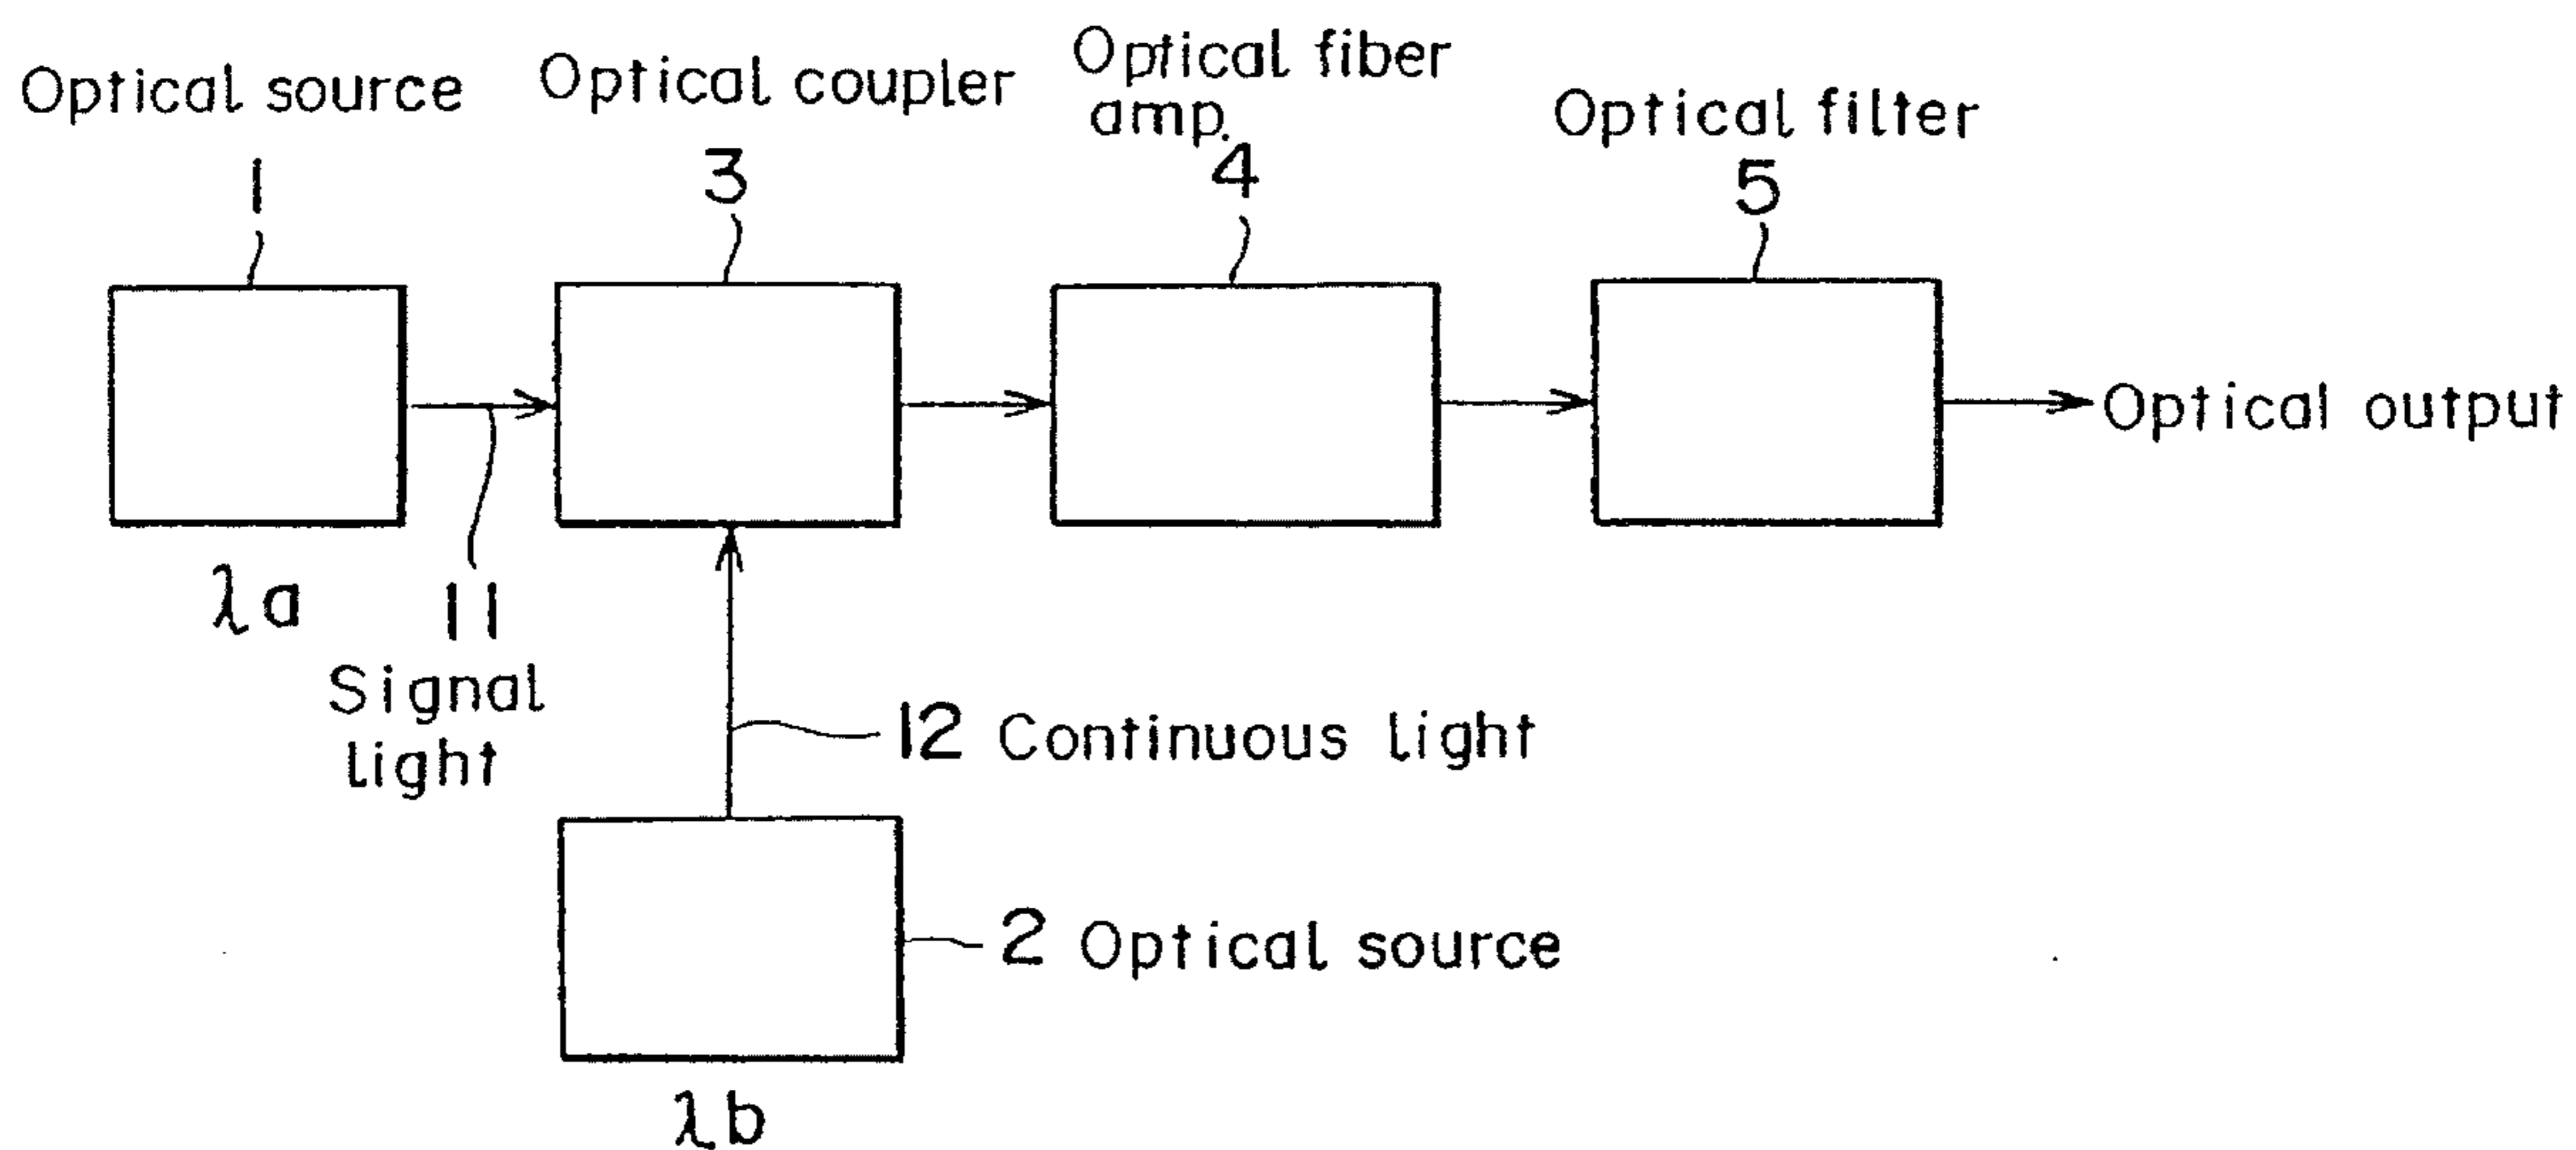 Optical source
1
Optical coupler
3
Optical fiber
amp.
4
Optical filter
5
Optical output
λa
11
Signal
light
12 Continuous light
2 Optical source
λb